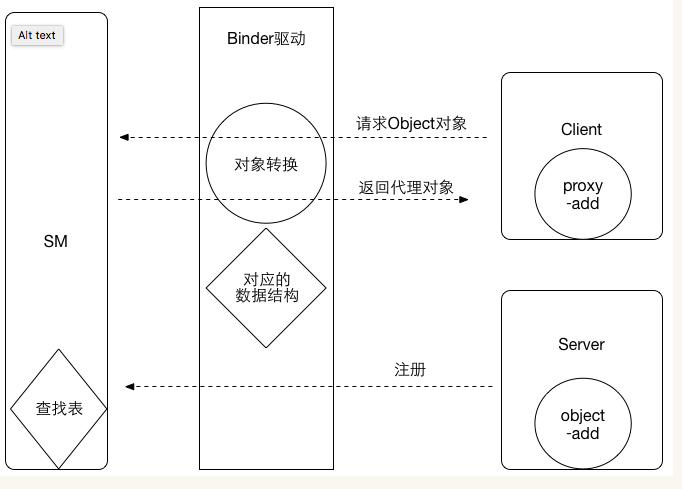 Alt text
Binder驱动
请求Object对象
Client
对象转换
返回代理对象
proxy
-add
SM
对应的
数据结构
Server
注册
查找表
object
-add